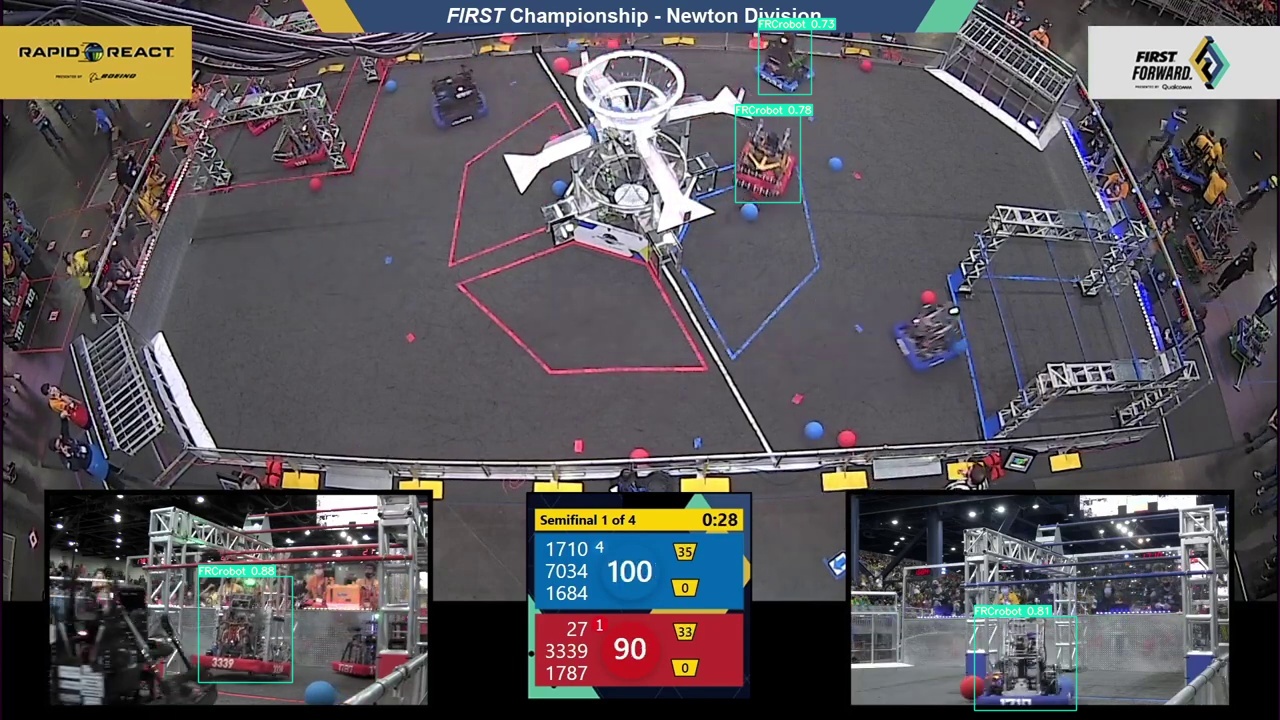 FIRST Championship - Newton Division
FRCrobot 0.73
RAPID REACT
PRESENTED BY BOEING
FIRST
FORWARD.
PRESENTED BY Qualcomm
FRCrobot 0.78
Semifinal 1 of 4 0:28
1710 4
7034 100
1684
35
0
27 1
3339 90
1787
33
0
FRCrobot 0.88
3339
FRCrobot 0.81
1710